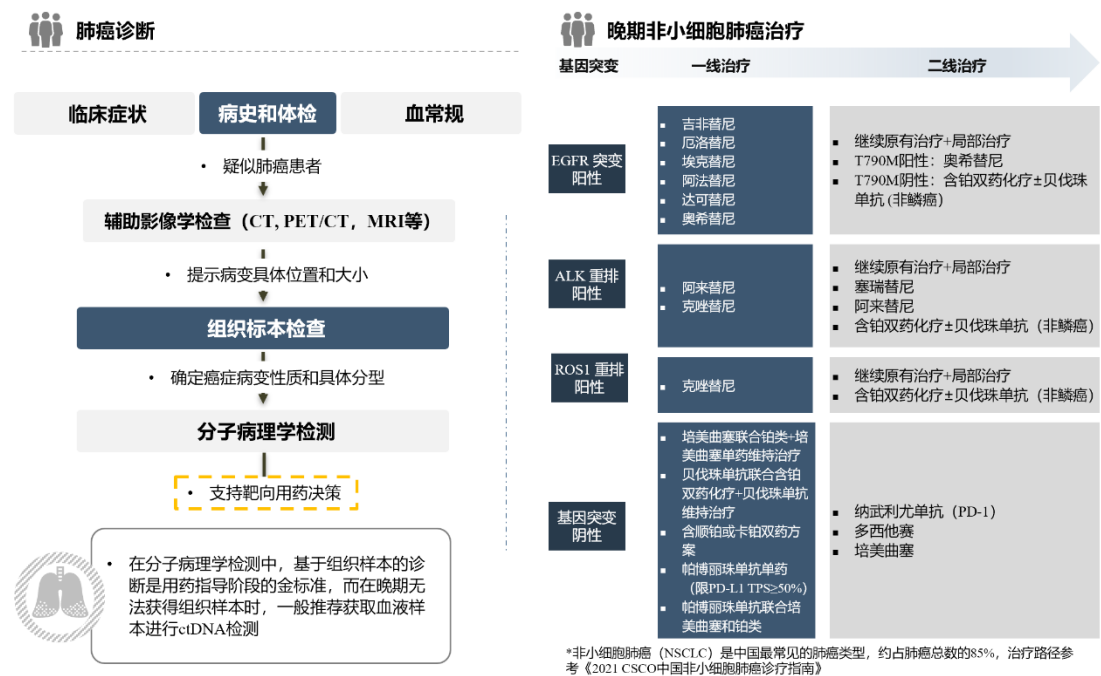 肺癌诊断
临床症状
病史和体检
血常规
• 疑似肺癌患者
辅助影像学检查（CT, PET/CT，MRI等）
• 提示病变具体位置和大小
组织标本检查
• 确定癌症病变性质和具体分型
分子病理学检测
• 支持靶向用药决策
• 在分子病理学检测中，基于组织样本的诊
断是用药指导阶段的金标准，而在晚期无
法获得组织样本时，一般推荐获取血液样
本进行ctDNA检测
晚期非小细胞肺癌治疗
基因突变
一线治疗
二线治疗
EGFR 突变
阳性
▪ 吉非替尼
▪ 厄洛替尼
▪ 埃克替尼
▪ 阿法替尼
▪ 达可替尼
▪ 奥希替尼
▪ 继续原有治疗+局部治疗
▪ T790M阳性：奥希替尼
▪ T790M阴性：含铂双药化疗±贝伐珠
单抗 (非鳞癌）
ALK 重排
阳性
▪ 阿来替尼
▪ 克唑替尼
▪ 继续原有治疗+局部治疗
▪ 塞瑞替尼
▪ 阿来替尼
▪ 含铂双药化疗±贝伐珠单抗（非鳞癌）
ROS1 重排
阳性
▪ 克唑替尼
▪ 继续原有治疗+局部治疗
▪ 含铂双药化疗±贝伐珠单抗（非鳞癌）
基因突变
阴性
▪ 培美曲塞联合铂类+培
美曲塞单药维持治疗
▪ 贝伐珠单抗联合含铂
双药化疗+贝伐珠单抗
维持治疗
▪ 含顺铂或卡铂双药方
案
▪ 帕博丽珠单抗单药
（限PD-L1 TPS≥50%）
▪ 帕博丽珠单抗联合培
美曲塞和铂类
▪ 纳武利尤单抗（PD-1）
▪ 多西他赛
▪ 培美曲塞
*非小细胞肺癌（NSCLC）是中国最常见的肺癌类型，约占肺癌总数的85%，治疗路径参
考《2021 CSCO中国非小细胞肺癌诊疗指南》